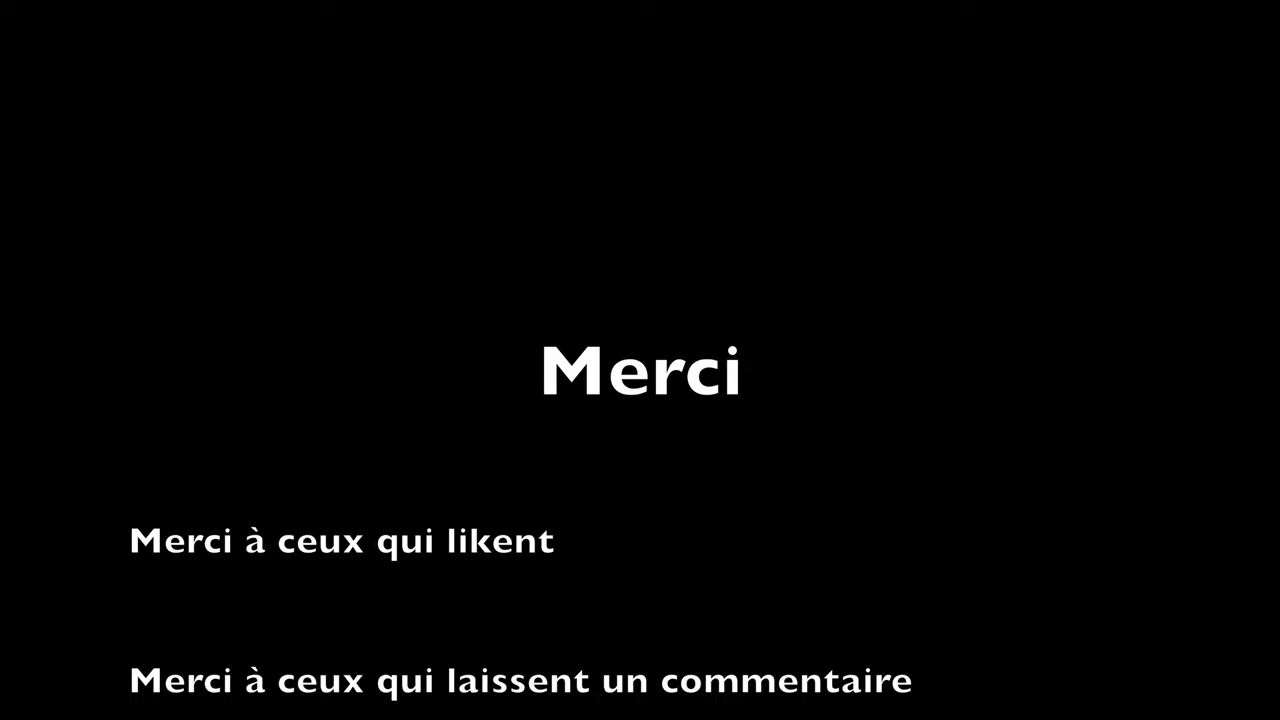 Merci
Merci à ceux qui likent
Merci à ceux qui laissent un commentaire